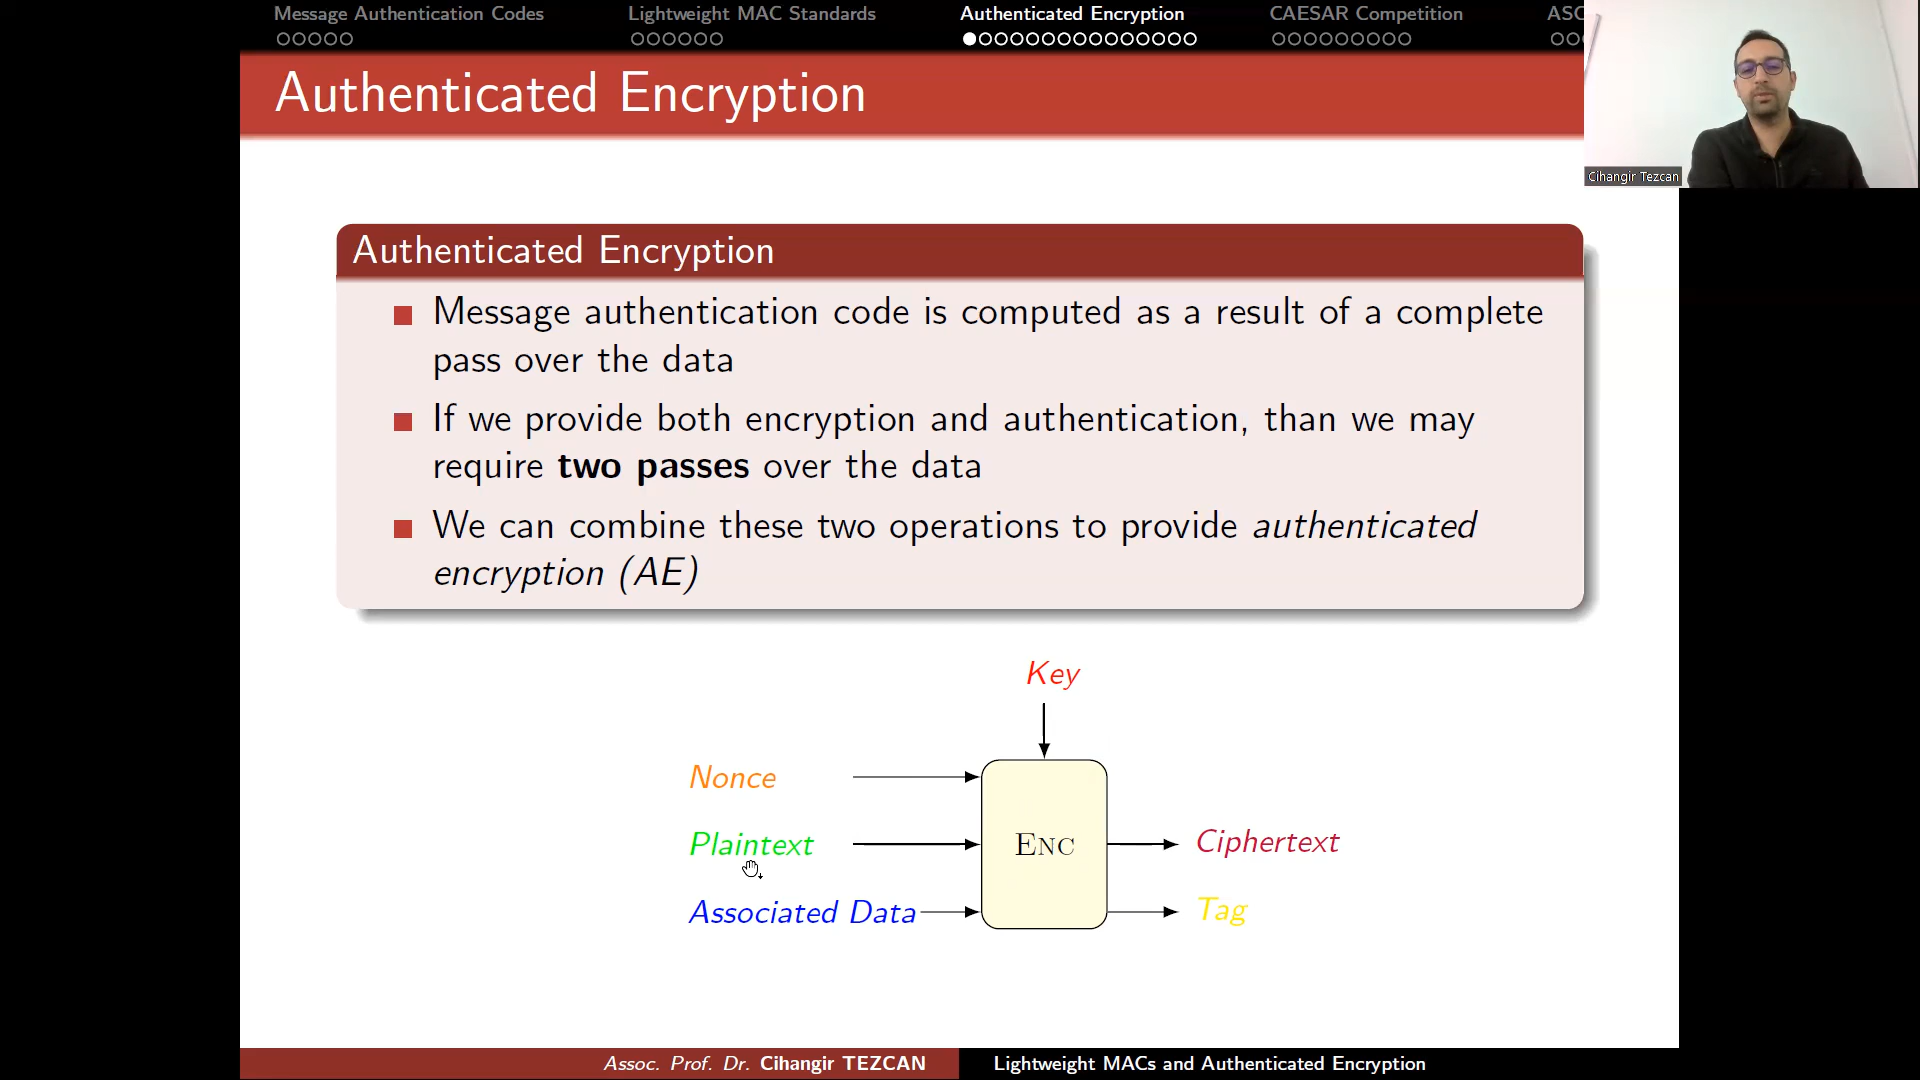 Message Authentication Codes
Lightweight MAC Standards
Authenticated Encryption
CAESAR Competition
ASC
Authenticated Encryption
Cihangir Tezcan
Authenticated Encryption
Message authentication code is computed as a result of a complete
pass over the data
If we provide both encryption and authentication, than we may
require two passes over the data
We can combine these two operations to provide authenticated
encryption (AE)
Key
Nonce
Plaintext
Associated Data
ENC
Ciphertext
Tag
Assoc. Prof. Dr. Cihangir TEZCAN
Lightweight MACs and Authenticated Encryption